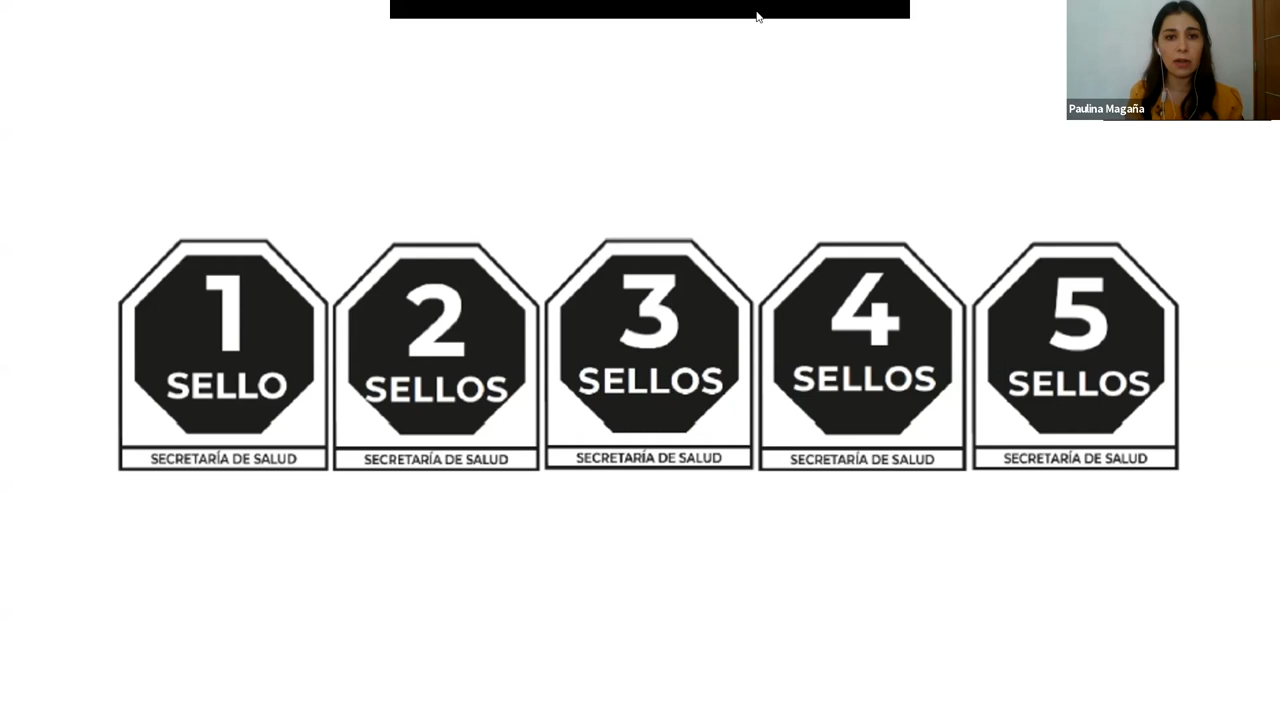 Paulina Magaña
1
SELLO
SECRETARÍA DE SALUD
2
SELLOS
SECRETARÍA DE SALUD
3
SELLOS
SECRETARÍA DE SALUD
4
SELLOS
SECRETARÍA DE SALUD
5
SELLOS
SECRETARÍA DE SALUD